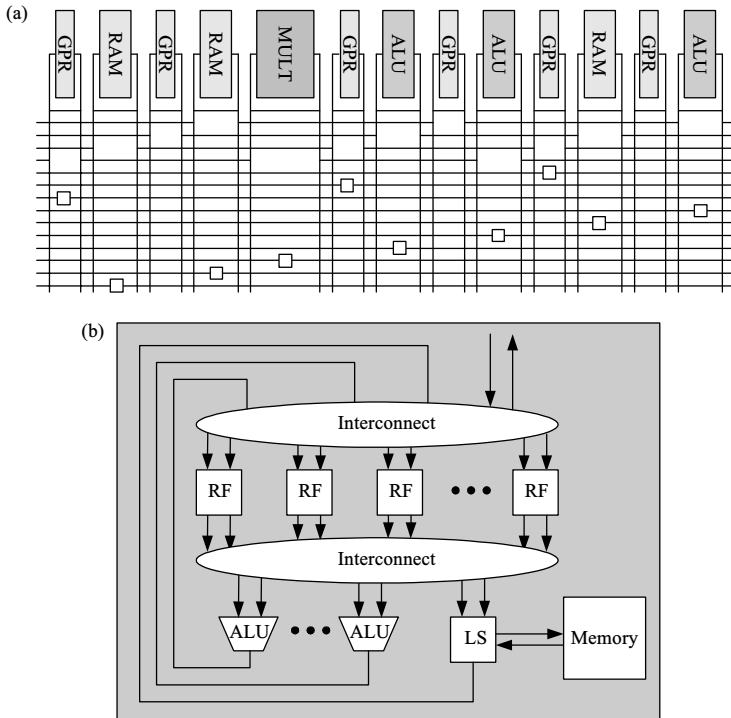 (a)
GPR
RAM
GPR
RAM
MULT
GPR
ALU
GPR
ALU
GPR
RAM
GPR
ALU
(b)
Interconnect
RF RF RF ••• RF
Interconnect
ALU ••• ALU LS Memory